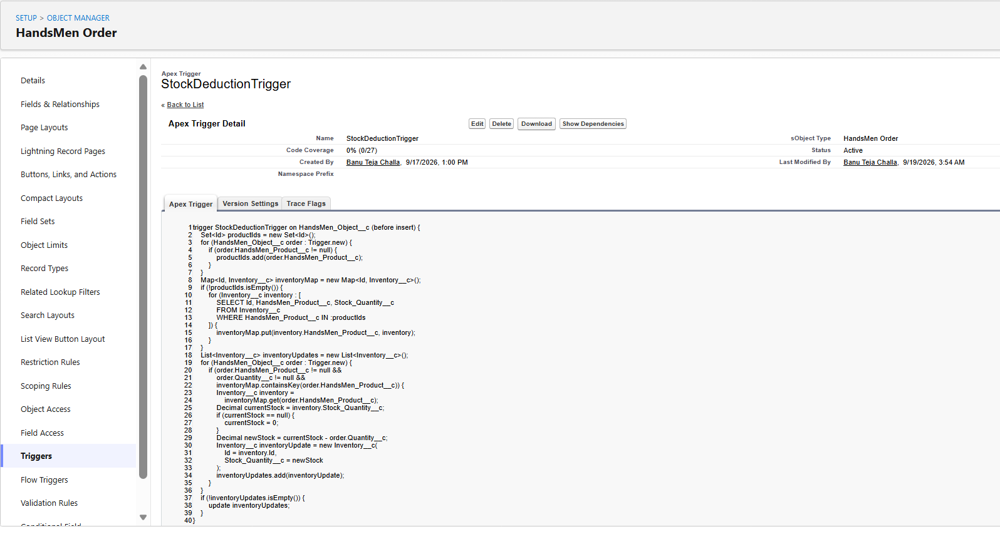 SETUP > OBJECT MANAGER
HandsMen Order
Details
Fields & Relationships
Page Layouts
Lightning Record Pages
Buttons, Links, and Actions
Compact Layouts
Field Sets
Object Limits
Record Types
Related Lookup Filters
Search Layouts
List View Button Layout
Restriction Rules
Scoping Rules
Object Access
Field Access
Triggers
Flow Triggers
Validation Rules
Conditional Field
Apex Trigger
StockDeductionTrigger
« Back to List
Apex Trigger Detail Edit Delete Download Show Dependencies
Name StockDeductionTrigger sObject Type HandsMen Order
Code Coverage 0% (0/27) Status Active
Created By Banu Teja Challa, 9/17/2026, 1:00 PM Last Modified By Banu Teja Challa, 9/19/2026, 3:54 AM
Namespace Prefix
Apex Trigger Version Settings Trace Flags
1 trigger StockDeductionTrigger on HandsMen_Object__c (before insert) {
2 Set<Id> productIds = new Set<Id>();
3 for (HandsMen_Object__c order : Trigger.new) {
4 if (order.HandsMen_Product__c != null) {
5 productIds.add(order.HandsMen_Product__c);
6 }
7 }
8 Map<Id, Inventory__c> inventoryMap = new Map<Id, Inventory__c>();
9 if (!productIds.isEmpty()) {
10 for (Inventory__c inventory : [
11 SELECT Id, HandsMen_Product__c, Stock_Quantity__c
12 FROM Inventory__c
13 WHERE HandsMen_Product__c IN :productIds
14 ]) {
15 inventoryMap.put(inventory.HandsMen_Product__c, inventory);
16 }
17 }
18 List<Inventory__c> inventoryUpdates = new List<Inventory__c>();
19 for (HandsMen_Object__c order : Trigger.new) {
20 if (order.HandsMen_Product__c != null &&
21 order.Quantity__c != null &&
22 inventoryMap.containsKey(order.HandsMen_Product__c)) {
23 Inventory__c inventory =
24 inventoryMap.get(order.HandsMen_Product__c);
25 Decimal currentStock = inventory.Stock_Quantity__c;
26 if (currentStock == null) {
27 currentStock = 0;
28 }
29 Decimal newStock = currentStock - order.Quantity__c;
30 Inventory__c inventoryUpdate = new Inventory__c(
31 Id = inventory.Id,
32 Stock_Quantity__c = newStock
33 );
34 inventoryUpdates.add(inventoryUpdate);
35 }
36 }
37 if (!inventoryUpdates.isEmpty()) {
38 update inventoryUpdates;
39 }
40 }